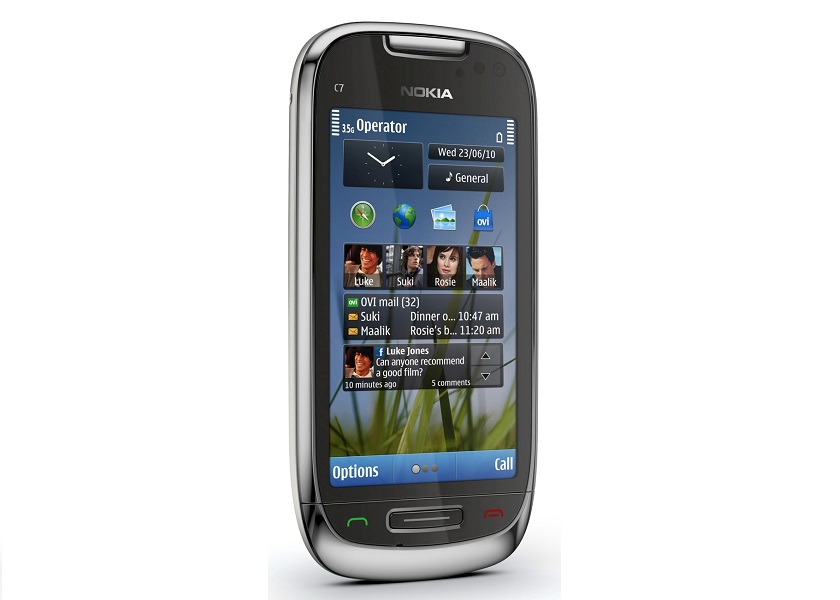 C7
NOKIA
3.5G Operator
Wed 23/06/10
General
ovi
Luke Suki Rosie Maalik
ovi OVI mail (32)
Suki Dinner o... 10:47 am
Maalik Rosie's b... 11:20 am
f Luke Jones
Can anyone recommend
a good film?
10 minutes ago 5 comments
Options Call